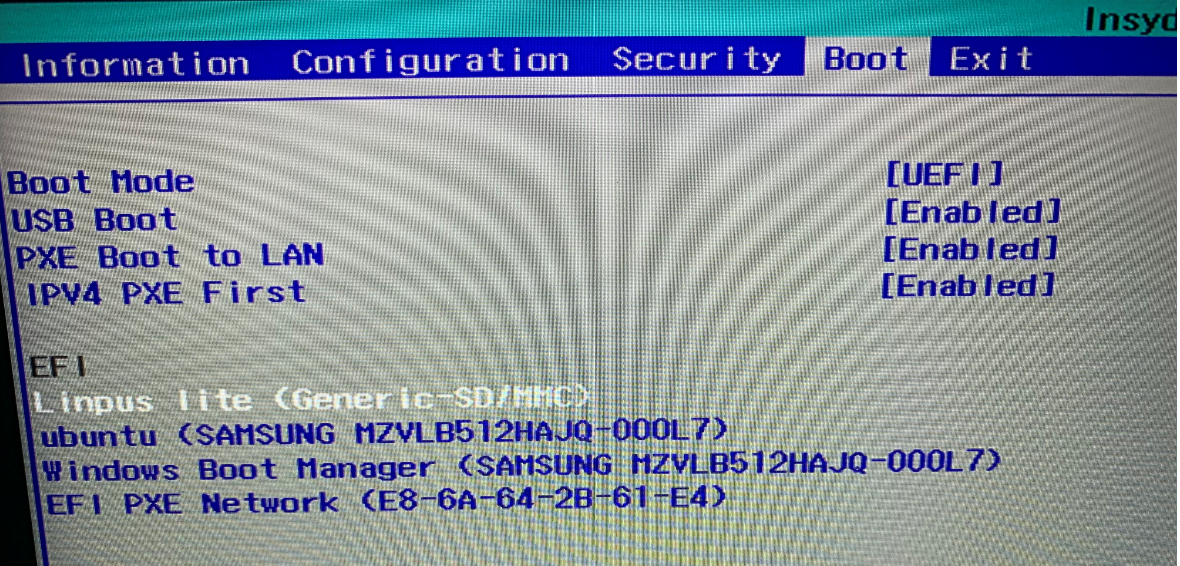 Insyd
Information Configuration Security Boot Exit
Boot Mode [UEFI]
USB Boot [Enabled]
PXE Boot to LAN [Enabled]
IPV4 PXE First [Enabled]
EFI
Linpus lite (Generic-SD/MMC)
ubuntu (SAMSUNG MZVLB512HAJQ-000L7)
Windows Boot Manager (SAMSUNG MZVLB512HAJQ-000L7)
EFI PXE Network (E8-6A-64-2B-61-E4)